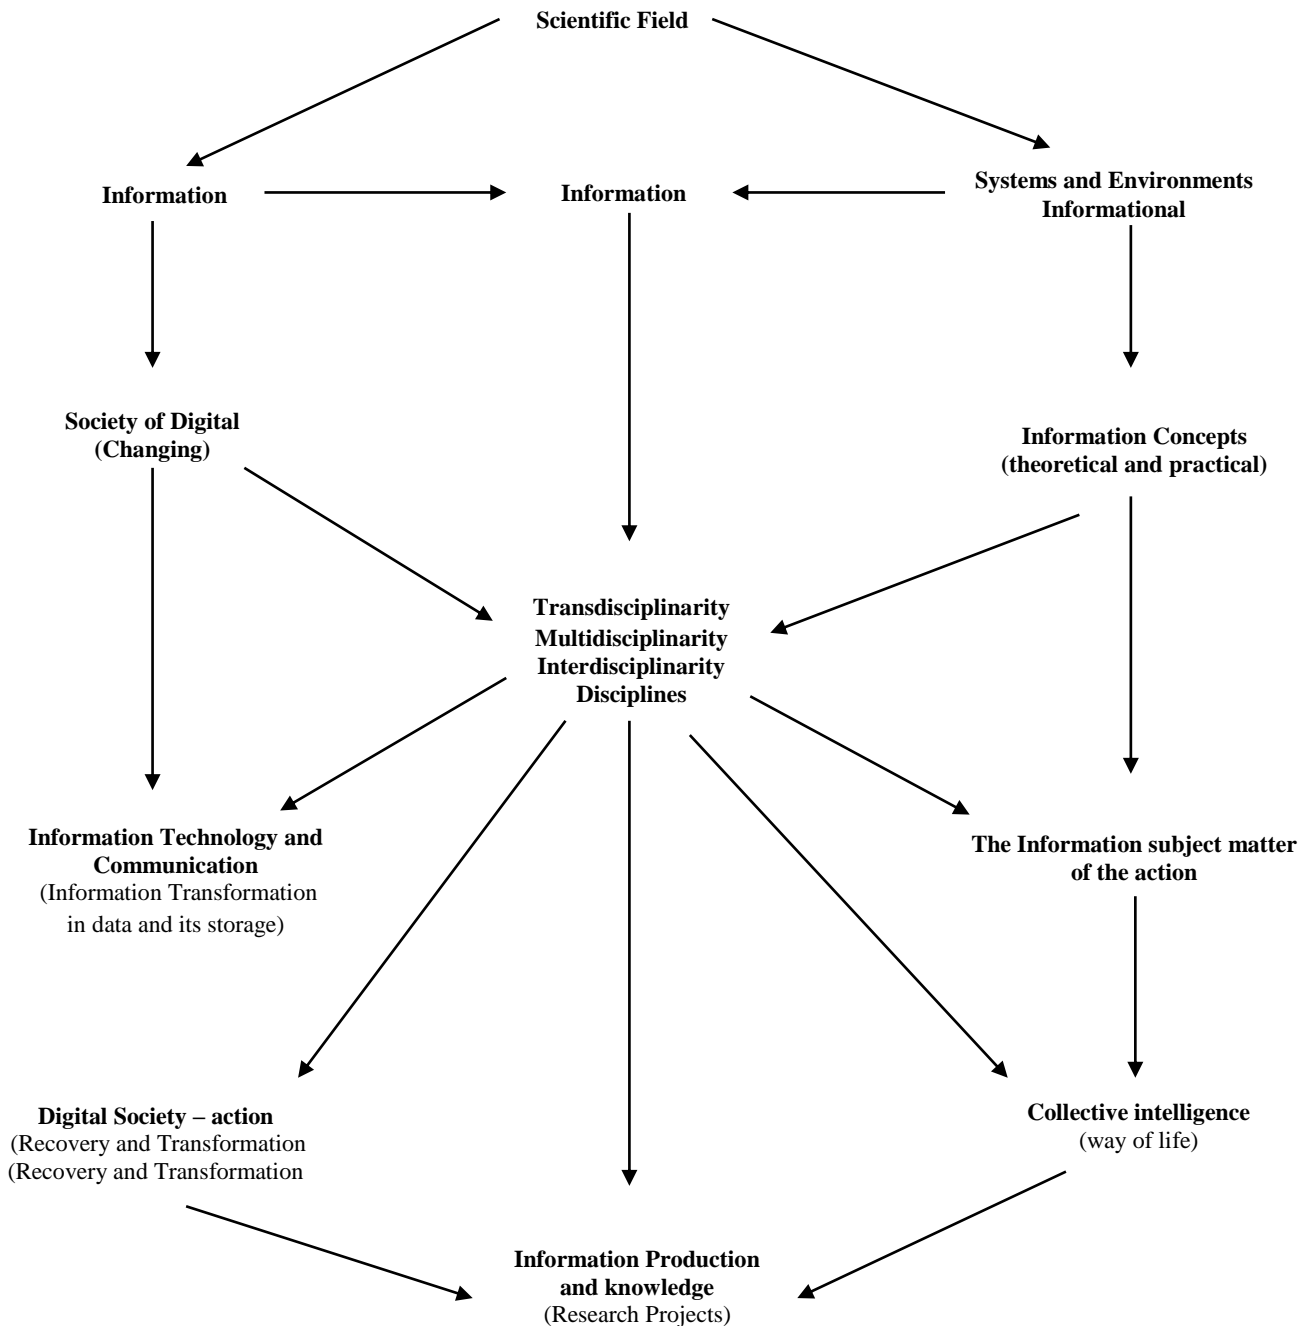 Scientific Field
Information
Information
Systems and Environments
Informational
Society of Digital
(Changing)
Information Concepts
(theoretical and practical)
Transdisciplinarity
Multidisciplinarity
Interdisciplinarity
Disciplines
Information Technology and
Communication
(Information Transformation
in data and its storage)
The Information subject matter
of the action
Digital Society – action
(Recovery and Transformation
(Recovery and Transformation
Collective intelligence
(way of life)
Information Production
and knowledge
(Research Projects)